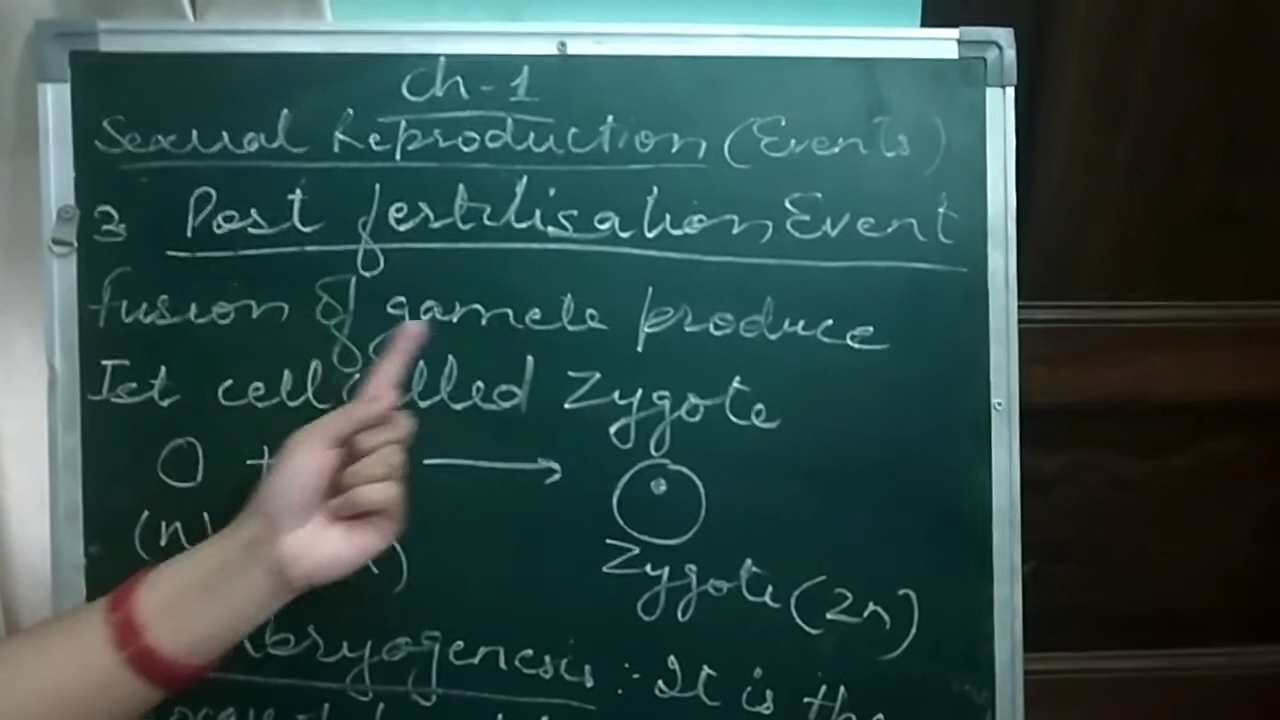 Ch-1
Sexual Reproduction (Events)
3 Post fertilisation Event
fusion of gamete produce
Ist cell called Zygote
+
(n)
Zygote (2n)
:- It is the